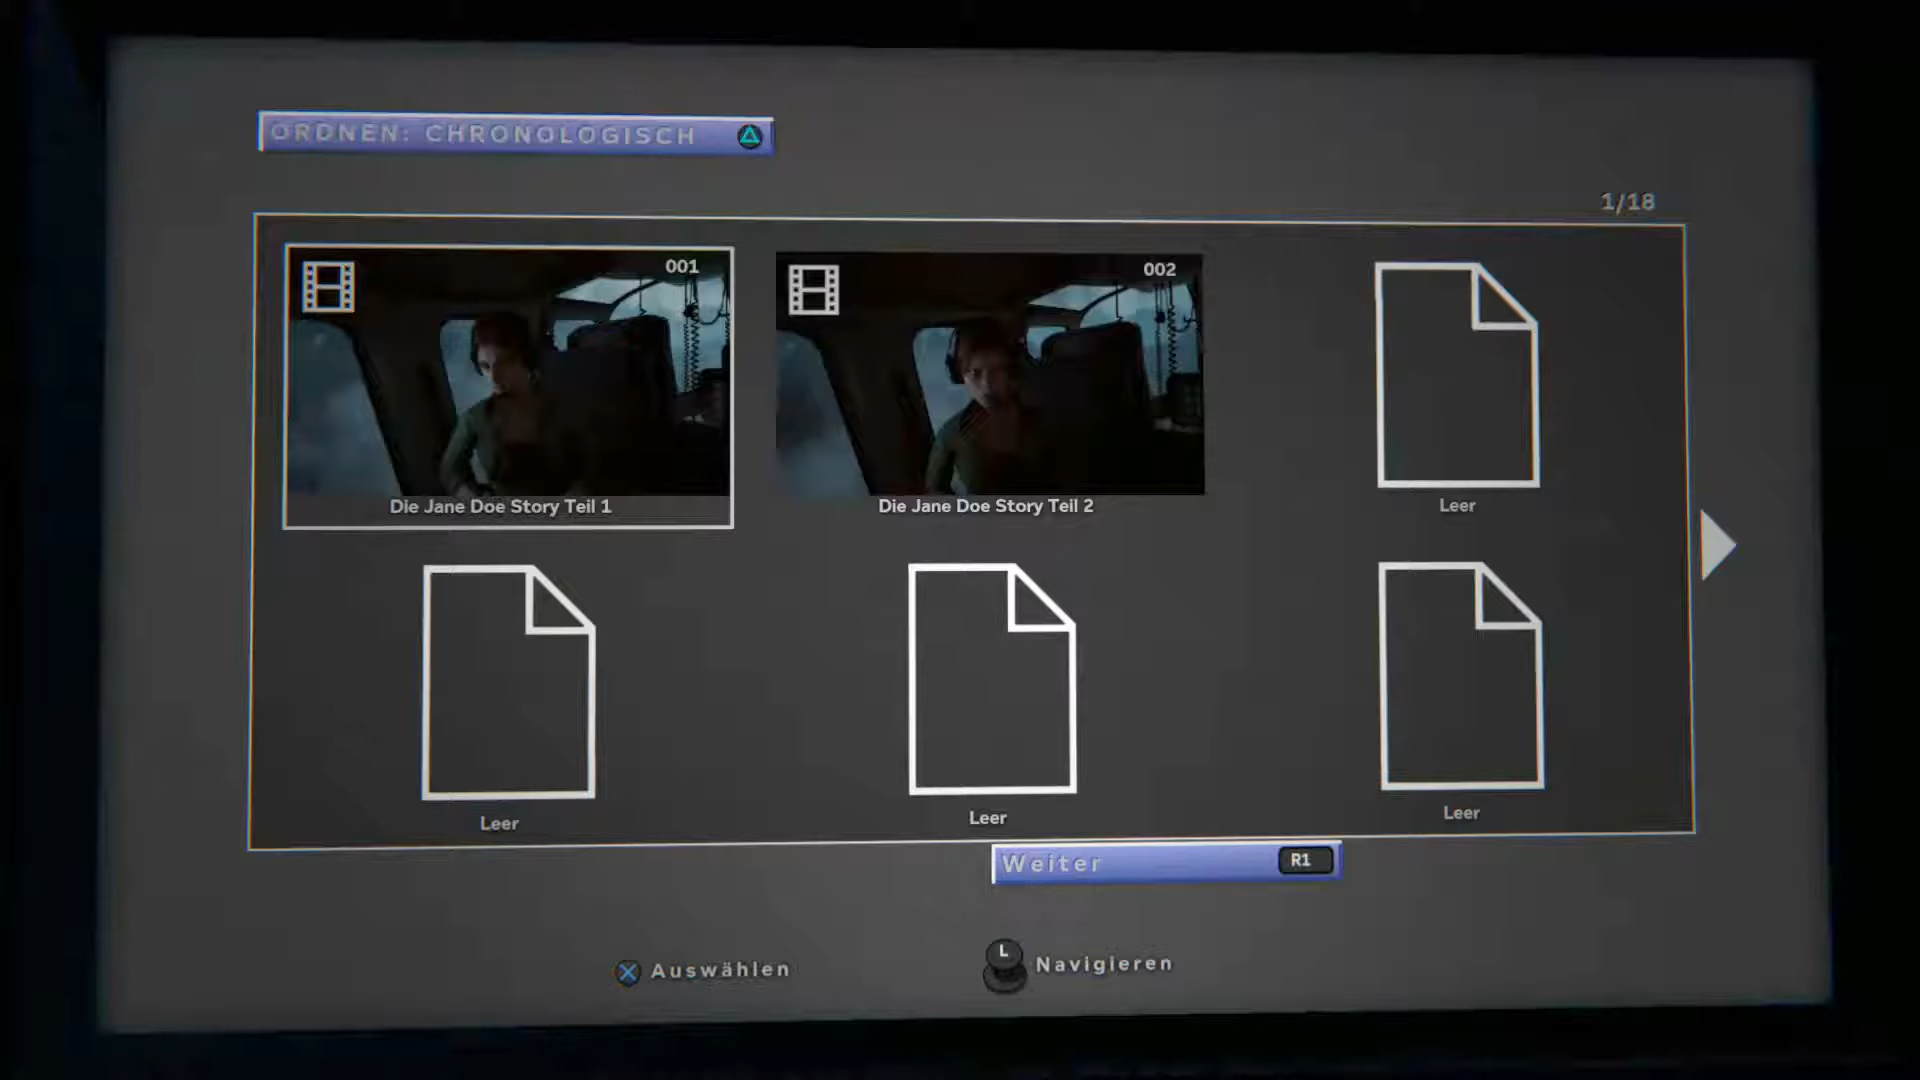 ORDNEN: CHRONOLOGISCH
1/18
001
002
Die Jane Doe Story Teil 1
Die Jane Doe Story Teil 2
Leer
Leer
Leer
Leer
Weiter R1
Auswählen
L Navigieren